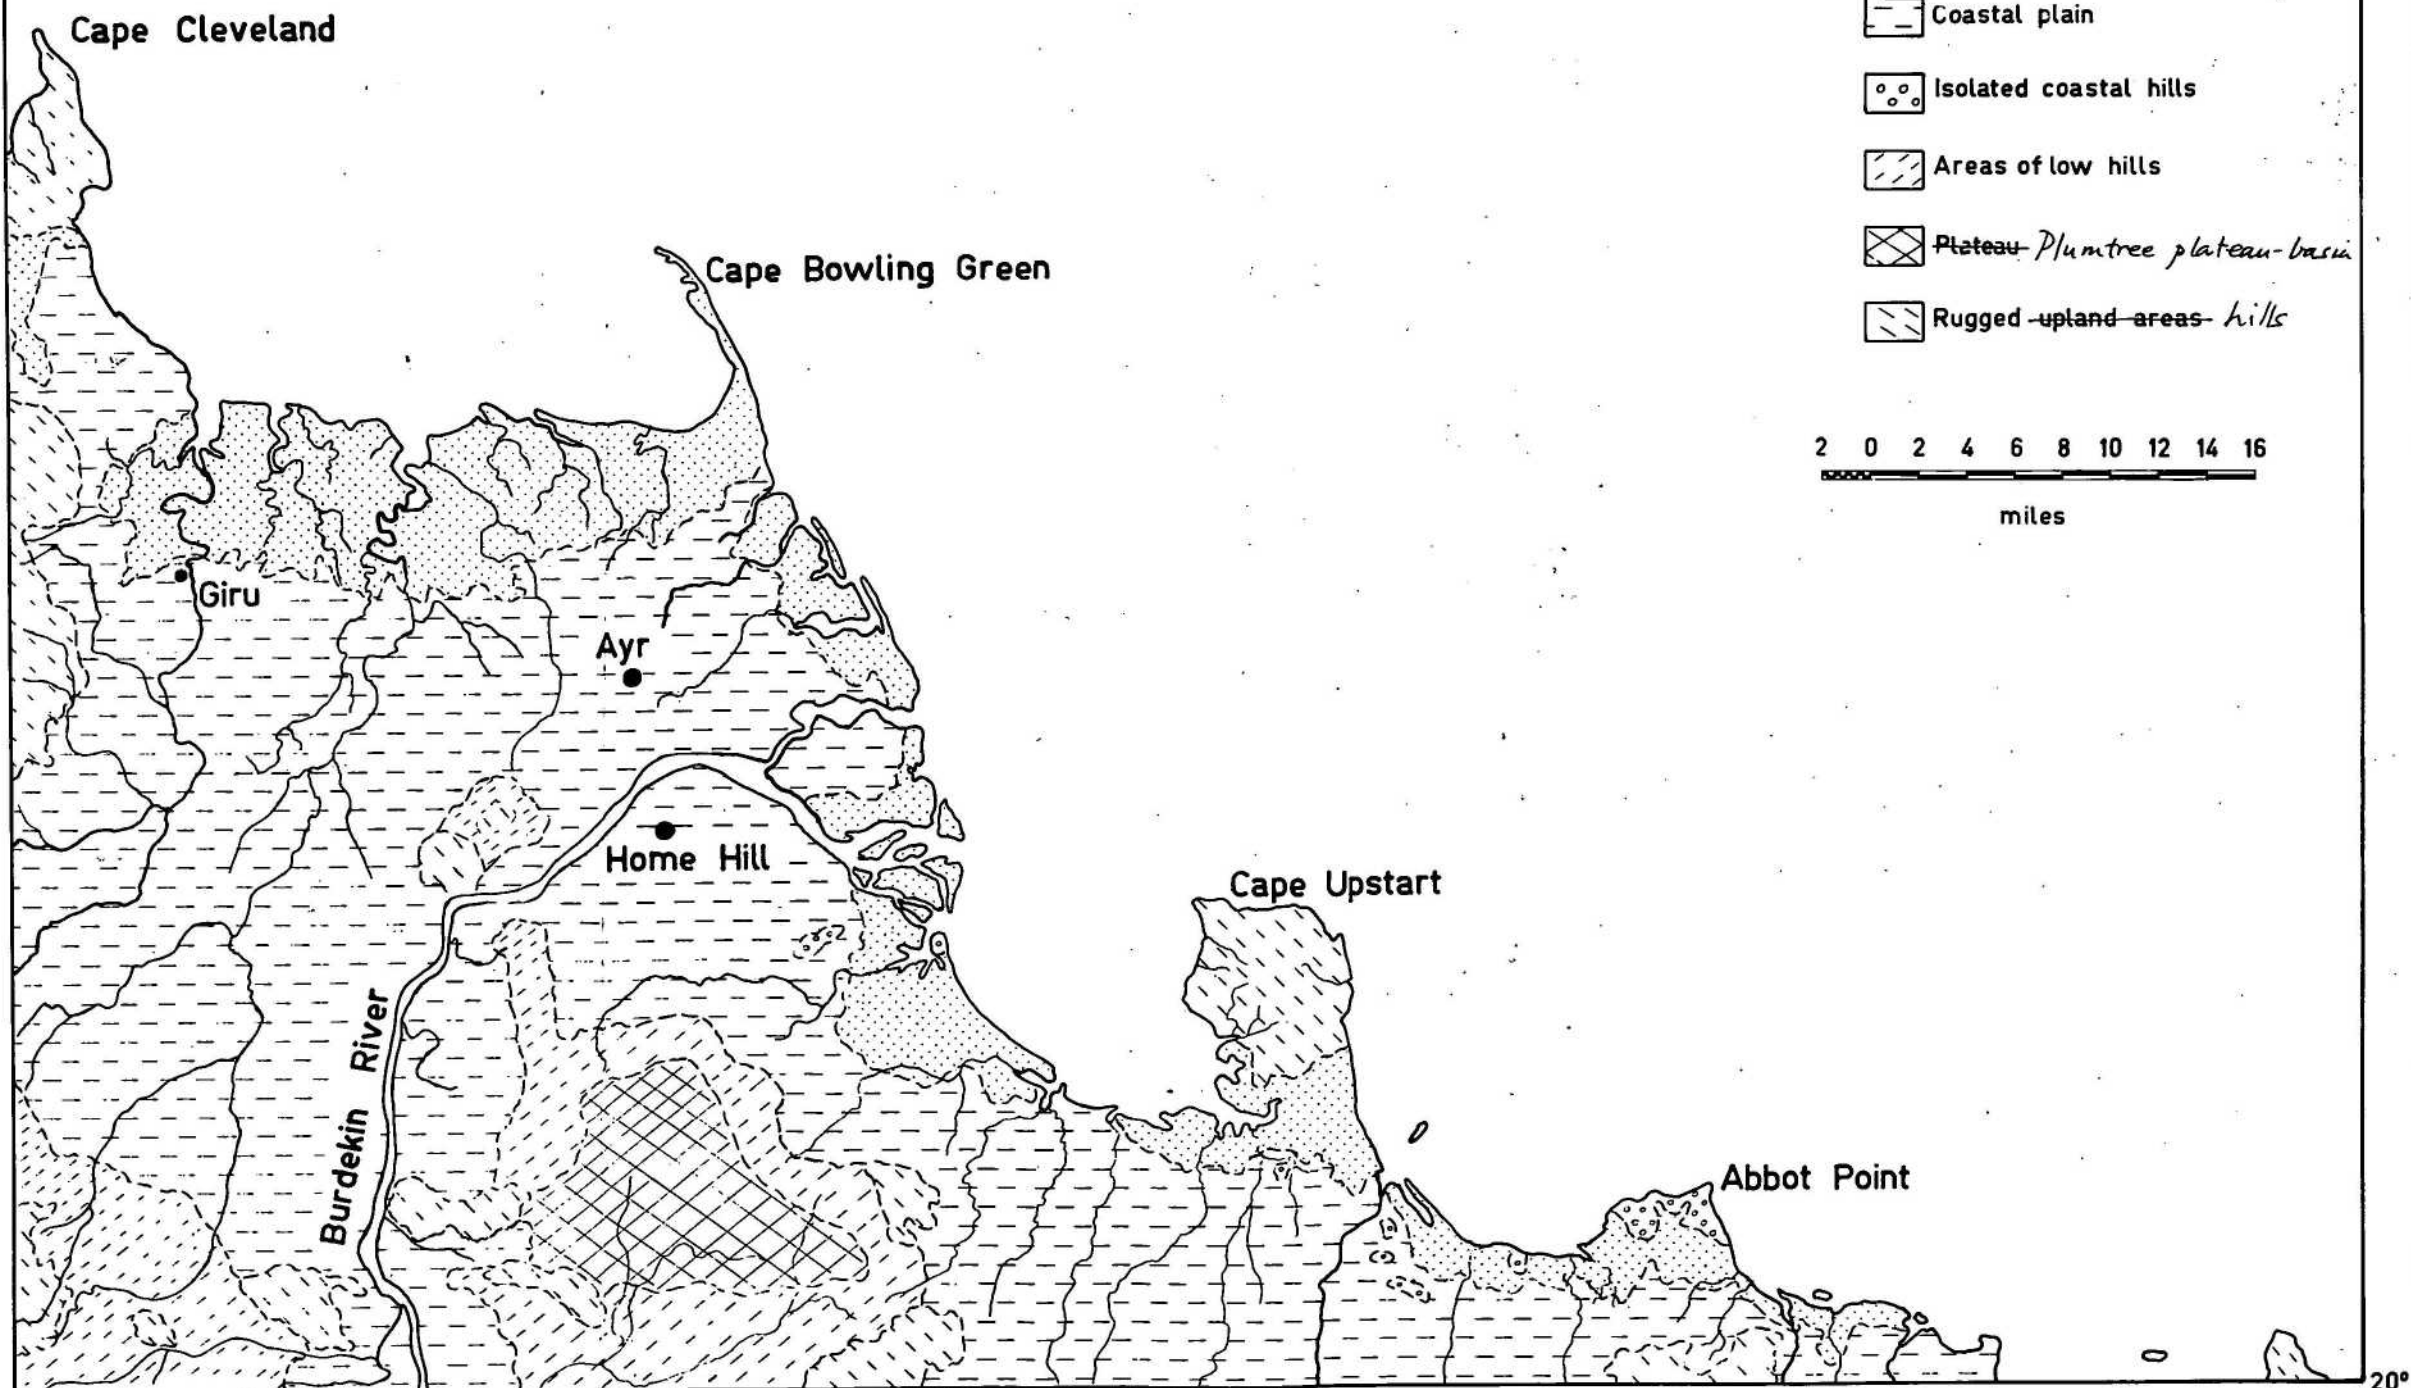 Cape Cleveland
Coastal plain
Isolated coastal hills
Areas of low hills
Plateau Plumtree plateau-basin
Rugged upland areas hills
Cape Bowling Green
2 0 2 4 6 8 10 12 14 16
miles
Giru
Ayr
Home Hill
Cape Upstart
Burdekin River
Abbot Point
20°